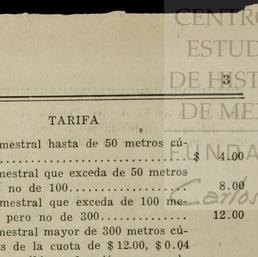 CENTRO
ESTUD
DE HIST
DE ME
FUNDA
Carlos
3
TARIFA
mestral hasta de 50 metros cú-
$ 4.00
mestral que exceda de 50 metros
no de 100 8.00
mestral que exceda de 100 me-
pero no de 300 12.00
mestral mayor de 300 metros cú-
s de la cuota de $12.00, $0.04